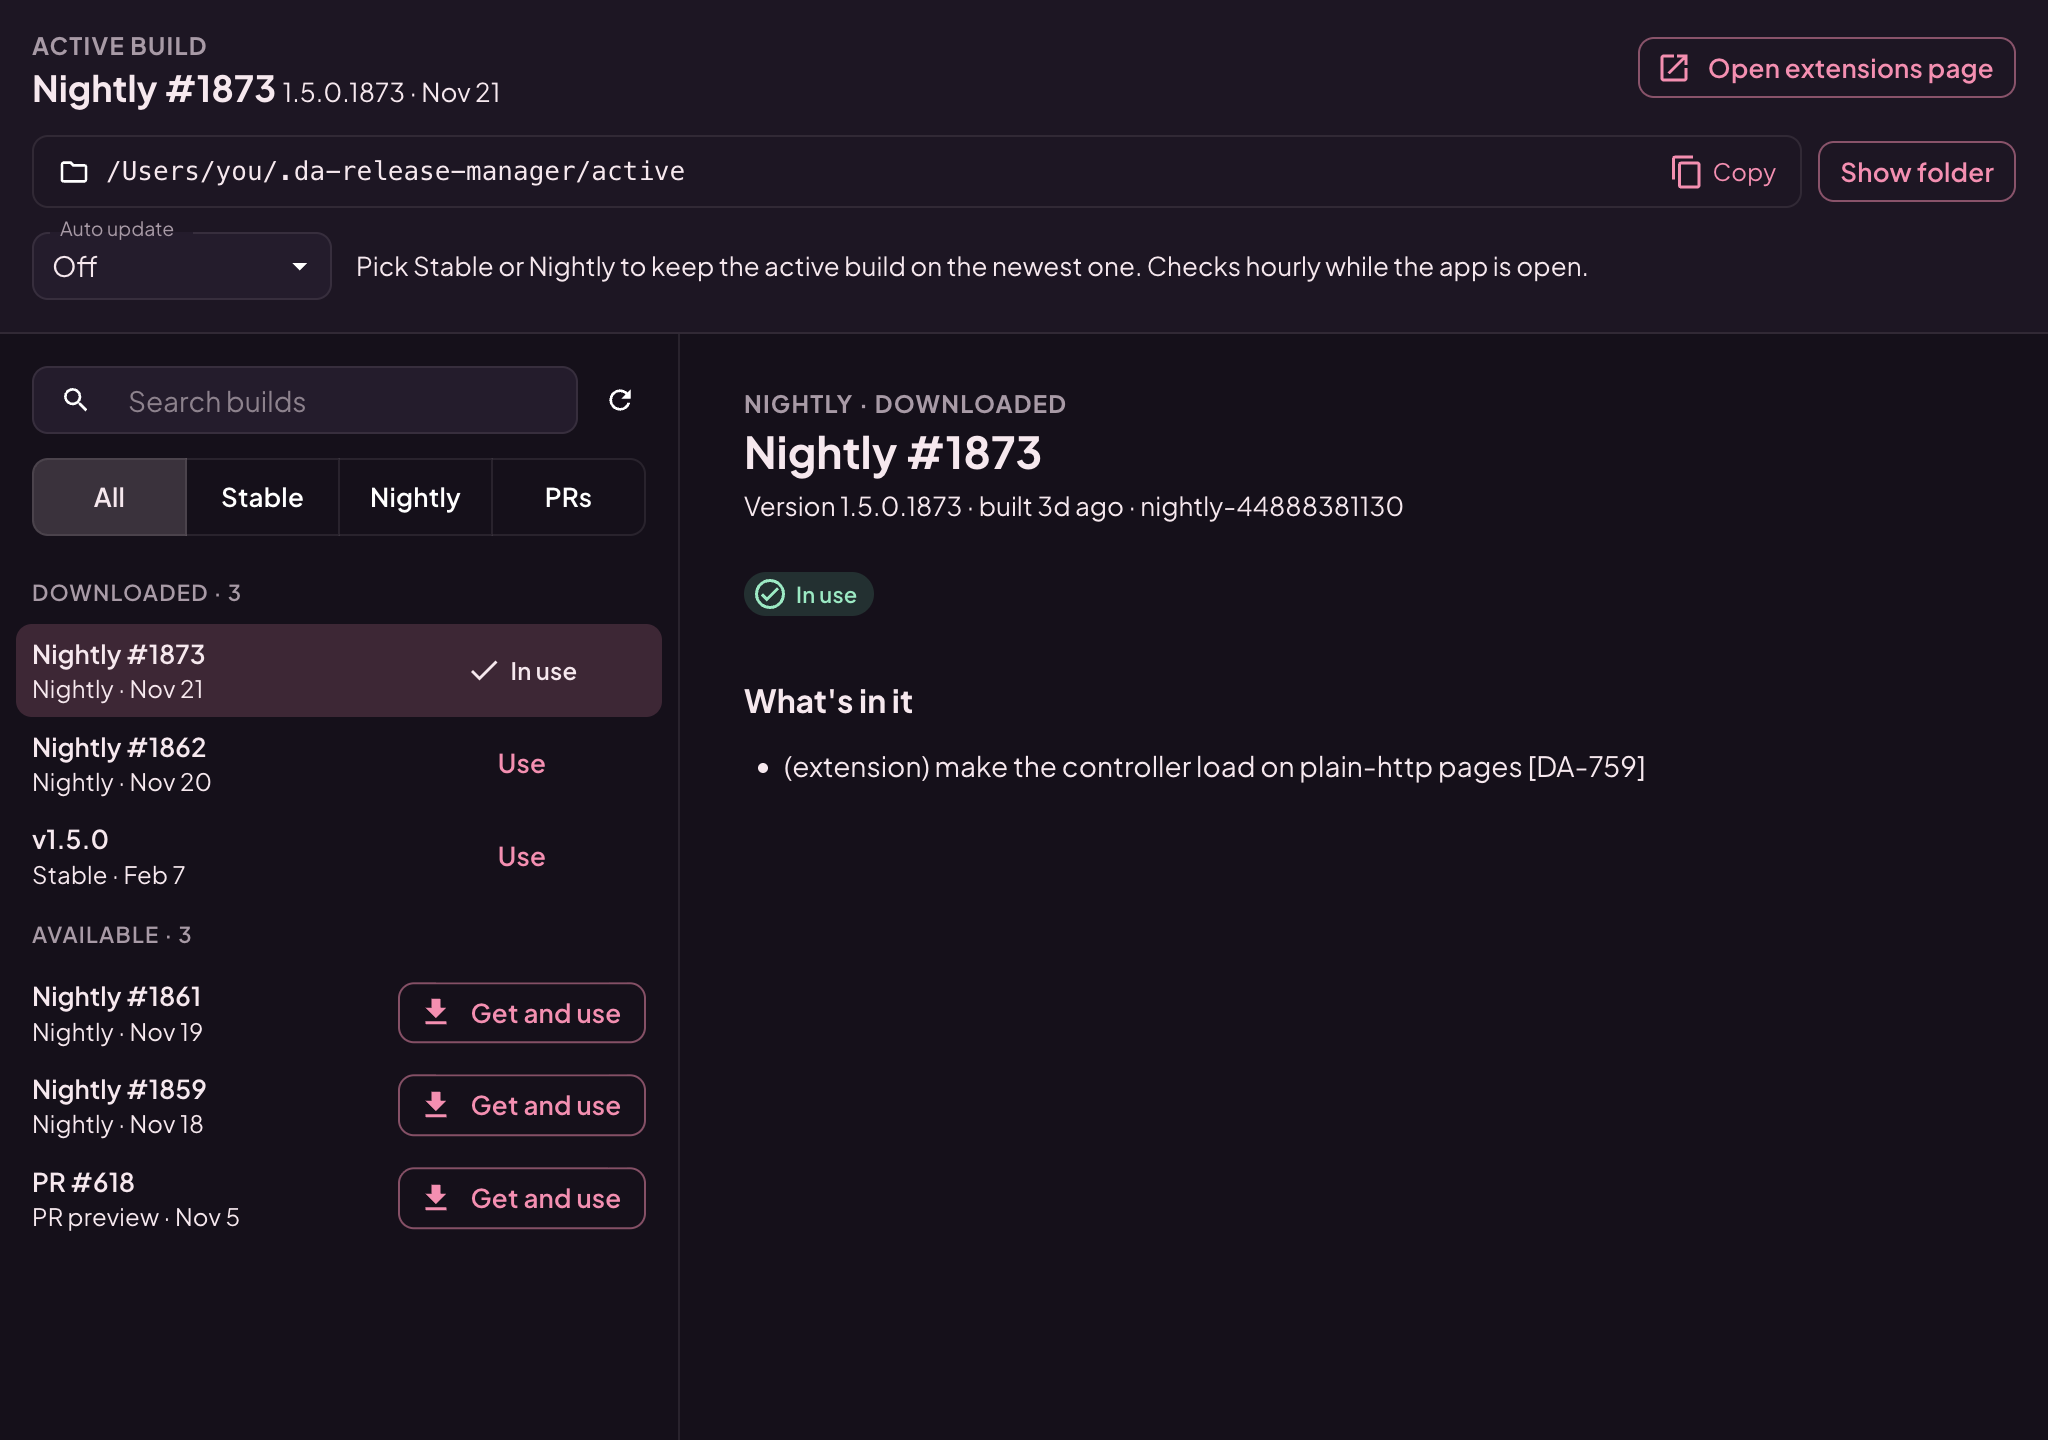 ACTIVE BUILD
Nightly #1873 1.5.0.1873 · Nov 21
Open extensions page
/Users/you/.da-release-manager/active
Copy
Show folder
Auto update
Off
Pick Stable or Nightly to keep the active build on the newest one. Checks hourly while the app is open.
Search builds
All
Stable
Nightly
PRs
DOWNLOADED · 3
Nightly #1873
Nightly · Nov 21
In use
Nightly #1862
Nightly · Nov 20
Use
v1.5.0
Stable · Feb 7
Use
AVAILABLE · 3
Nightly #1861
Nightly · Nov 19
Get and use
Nightly #1859
Nightly · Nov 18
Get and use
PR #618
PR preview · Nov 5
Get and use
NIGHTLY · DOWNLOADED
Nightly #1873
Version 1.5.0.1873 · built 3d ago · nightly-44888381130
In use
What's in it
• (extension) make the controller load on plain-http pages [DA-759]